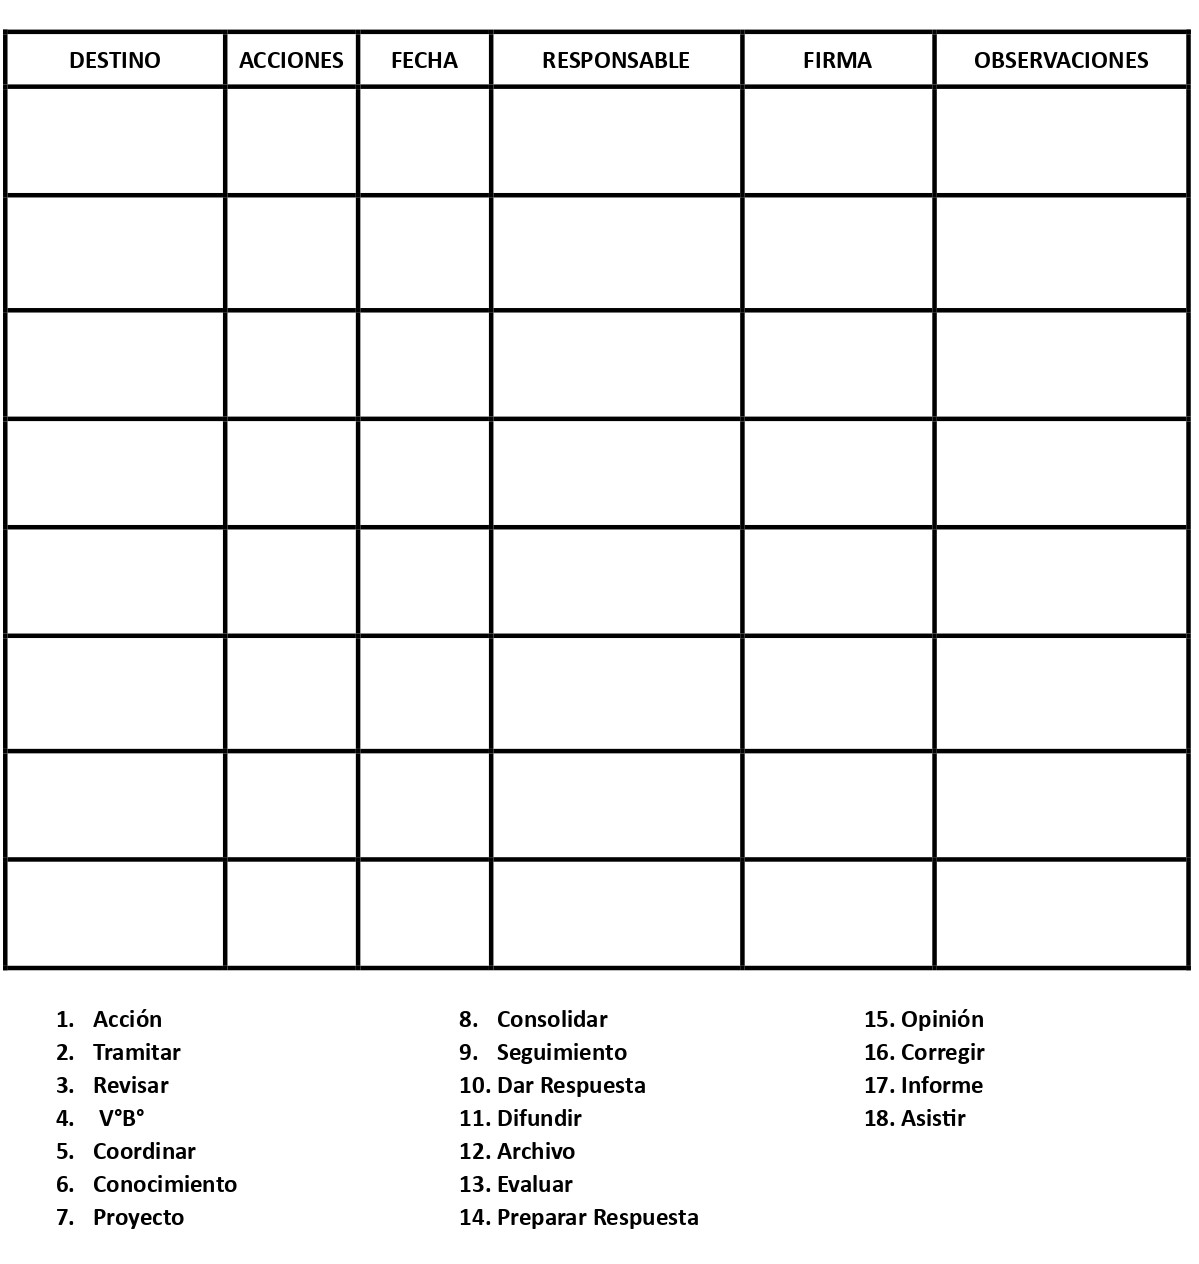 DESTINO ACCIONES FECHA RESPONSABLE FIRMA OBSERVACIONES
1. Acción
2. Tramitar
3. Revisar
4. V°B°
5. Coordinar
6. Conocimiento
7. Proyecto
8. Consolidar
9. Seguimiento
10. Dar Respuesta
11. Difundir
12. Archivo
13. Evaluar
14. Preparar Respuesta
15. Opinión
16. Corregir
17. Informe
18. Asistir